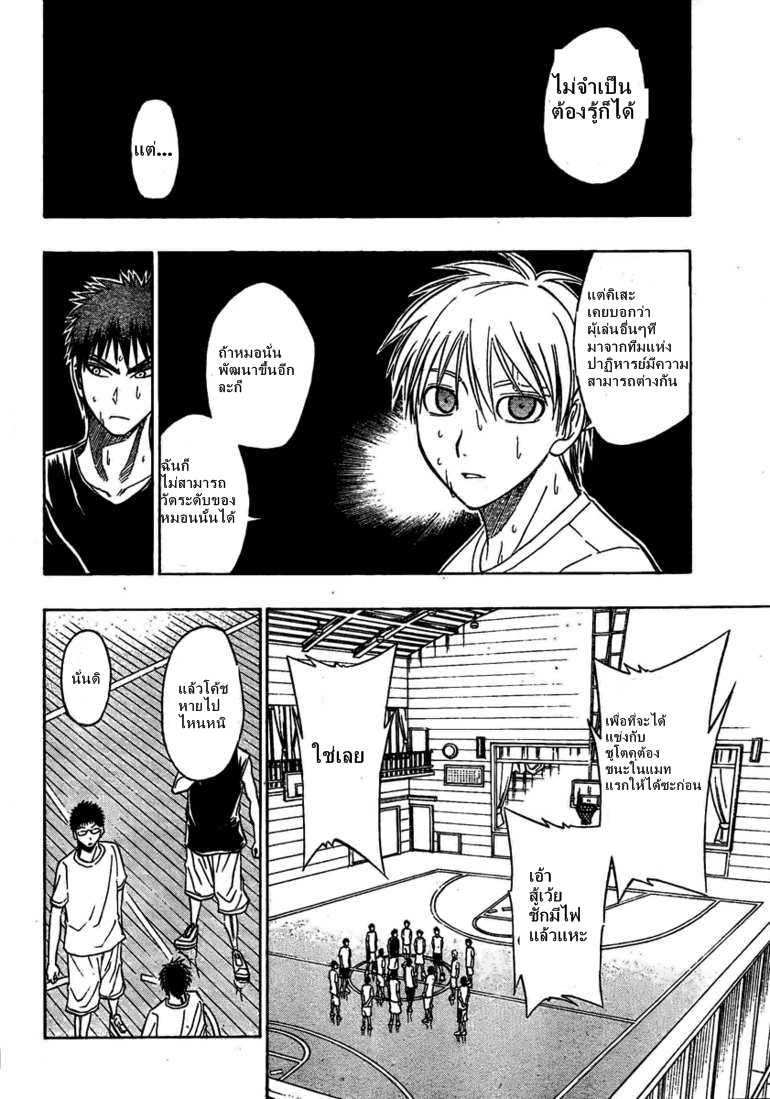 ไม่จำเป็น
ต้องรู้ก็ได้
แต่...
แต่คิเสะ
เคยบอกว่า
ผุ้เล่นอื่นๆที
มาจากทีมแห่ง
ปาฏิหารย์มีความ
สามารถต่างกัน
ถ้าหมอนั่น
พัฒนาขึ้นอีก
ละก็
ฉันก็
ไม่สามารถ
วัดระดับของ
หมอนนั้นได้
เพื่อที่จะได้
แข่งกับ
ชูโตคุต้อง
ชนะในแมท
แรกให้ได้ซะก่อน
ใช่เลย
เอ้า
สู้เว้ย
ชักมีไฟ
แล้วแหะ
แล้วโค้ช
หายไป
ไหนหนิ
นั่นดิ